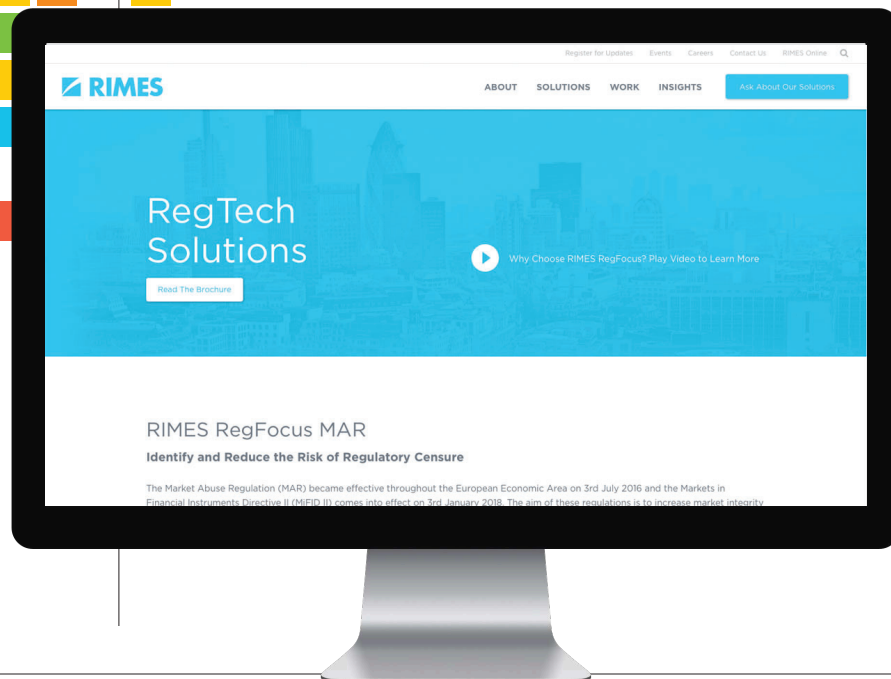 Register for Updates Events Careers Contact Us RIMES Online
RIMES
ABOUT SOLUTIONS WORK INSIGHTS Ask About Our Solutions
RegTech
Solutions
Why Choose RIMES RegFocus? Play Video to Learn More
Read The Brochure
RIMES RegFocus MAR
Identify and Reduce the Risk of Regulatory Censure
The Market Abuse Regulation (MAR) became effective throughout the European Economic Area on 3rd July 2016 and the Markets in
Financial Instruments Directive II (MiFID II) comes into effect on 3rd January 2018. The aim of these regulations is to increase market integrity